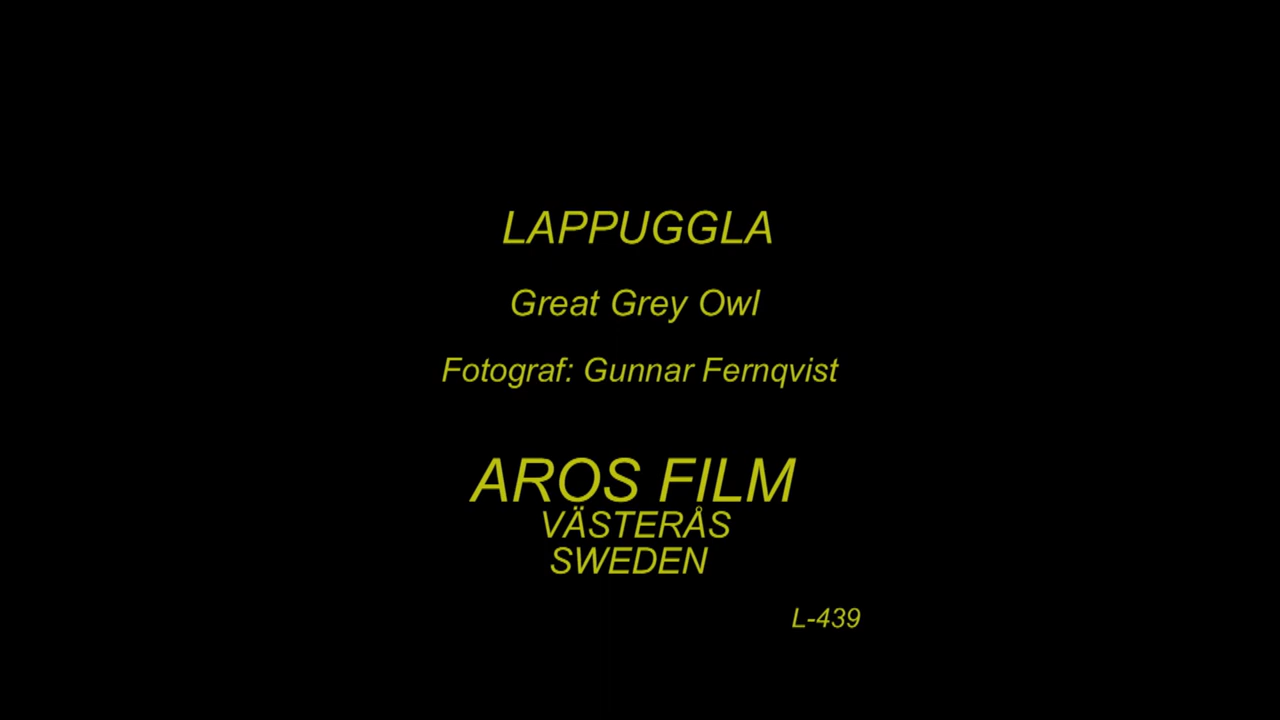 LAPPUGGLA
Great Grey Owl
Fotograf: Gunnar Fernqvist
AROS FILM
VÄSTERÅS
SWEDEN
L-439